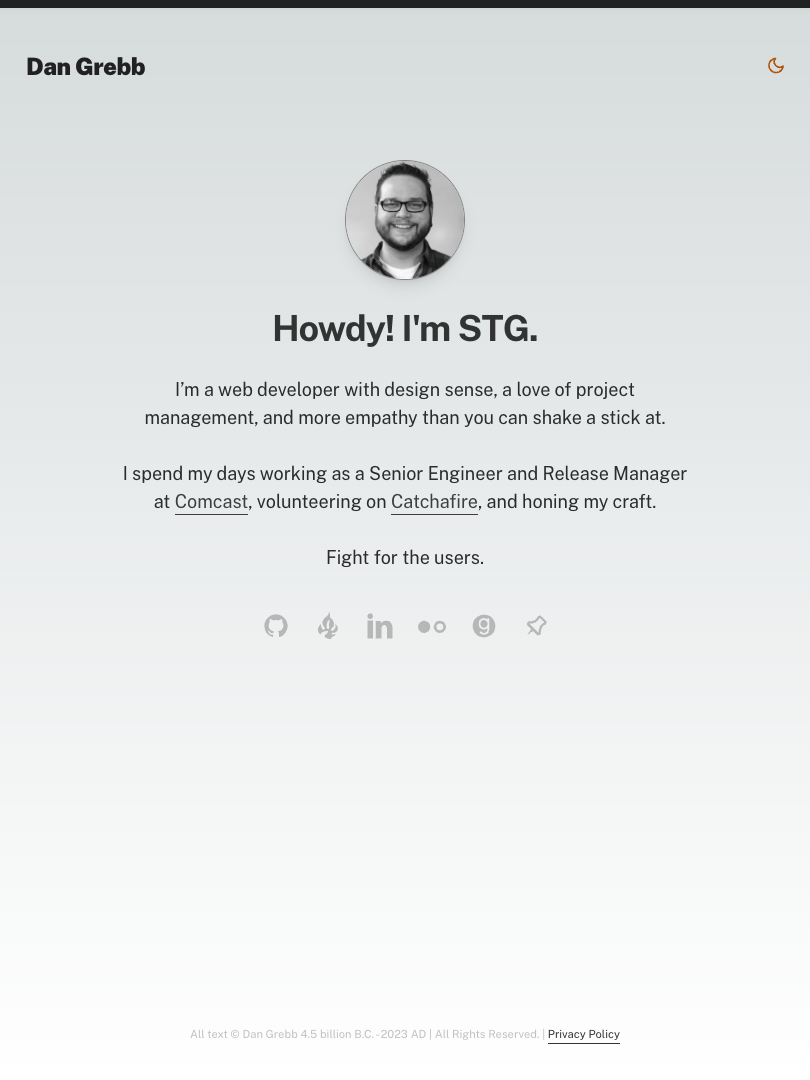 Dan Grebb
Howdy! I'm STG.
I’m a web developer with design sense, a love of project
management, and more empathy than you can shake a stick at.
I spend my days working as a Senior Engineer and Release Manager
at Comcast, volunteering on Catchafire, and honing my craft.
Fight for the users.
All text © Dan Grebb 4.5 billion B.C. - 2023 AD | All Rights Reserved. | Privacy Policy